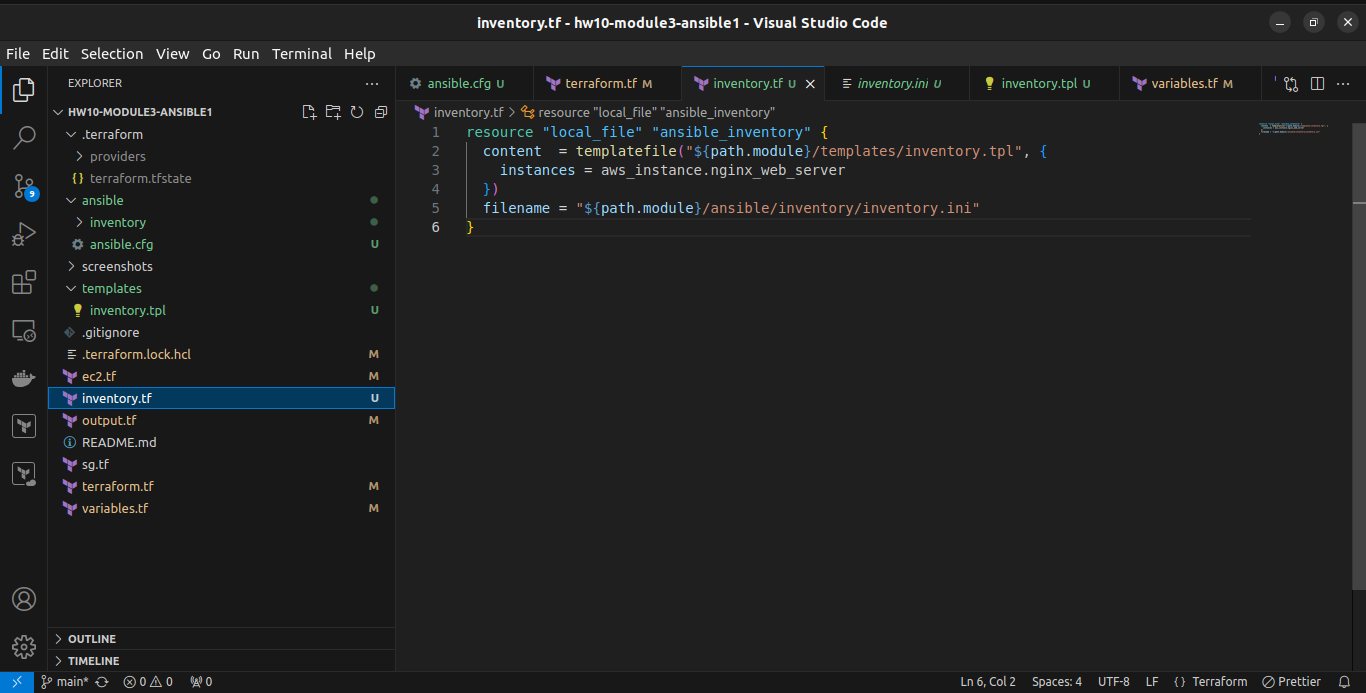 inventory.tf - hw10-module3-ansible1 - Visual Studio Code
File Edit Selection View Go Run Terminal Help
EXPLORER
HW10-MODULE3-ANSIBLE1
.terraform
providers
{} terraform.tfstate
ansible
inventory
ansible.cfg U
screenshots
templates
inventory.tpl U
.gitignore
.terraform.lock.hcl M
ec2.tf M
inventory.tf U
output.tf M
README.md
sg.tf
terraform.tf M
variables.tf M
OUTLINE
TIMELINE
ansible.cfg U terraform.tf M inventory.tf U inventory.ini U inventory.tpl U variables.tf M
inventory.tf > resource "local_file" "ansible_inventory"
1 resource "local_file" "ansible_inventory" {
2 content  = templatefile("${path.module}/templates/inventory.tpl", {
3 instances = aws_instance.nginx_web_server
4 })
5 filename = "${path.module}/ansible/inventory/inventory.ini"
6 }
9
main* 0 0 0 Ln 6, Col 2 Spaces: 4 UTF-8 LF {} Terraform Prettier